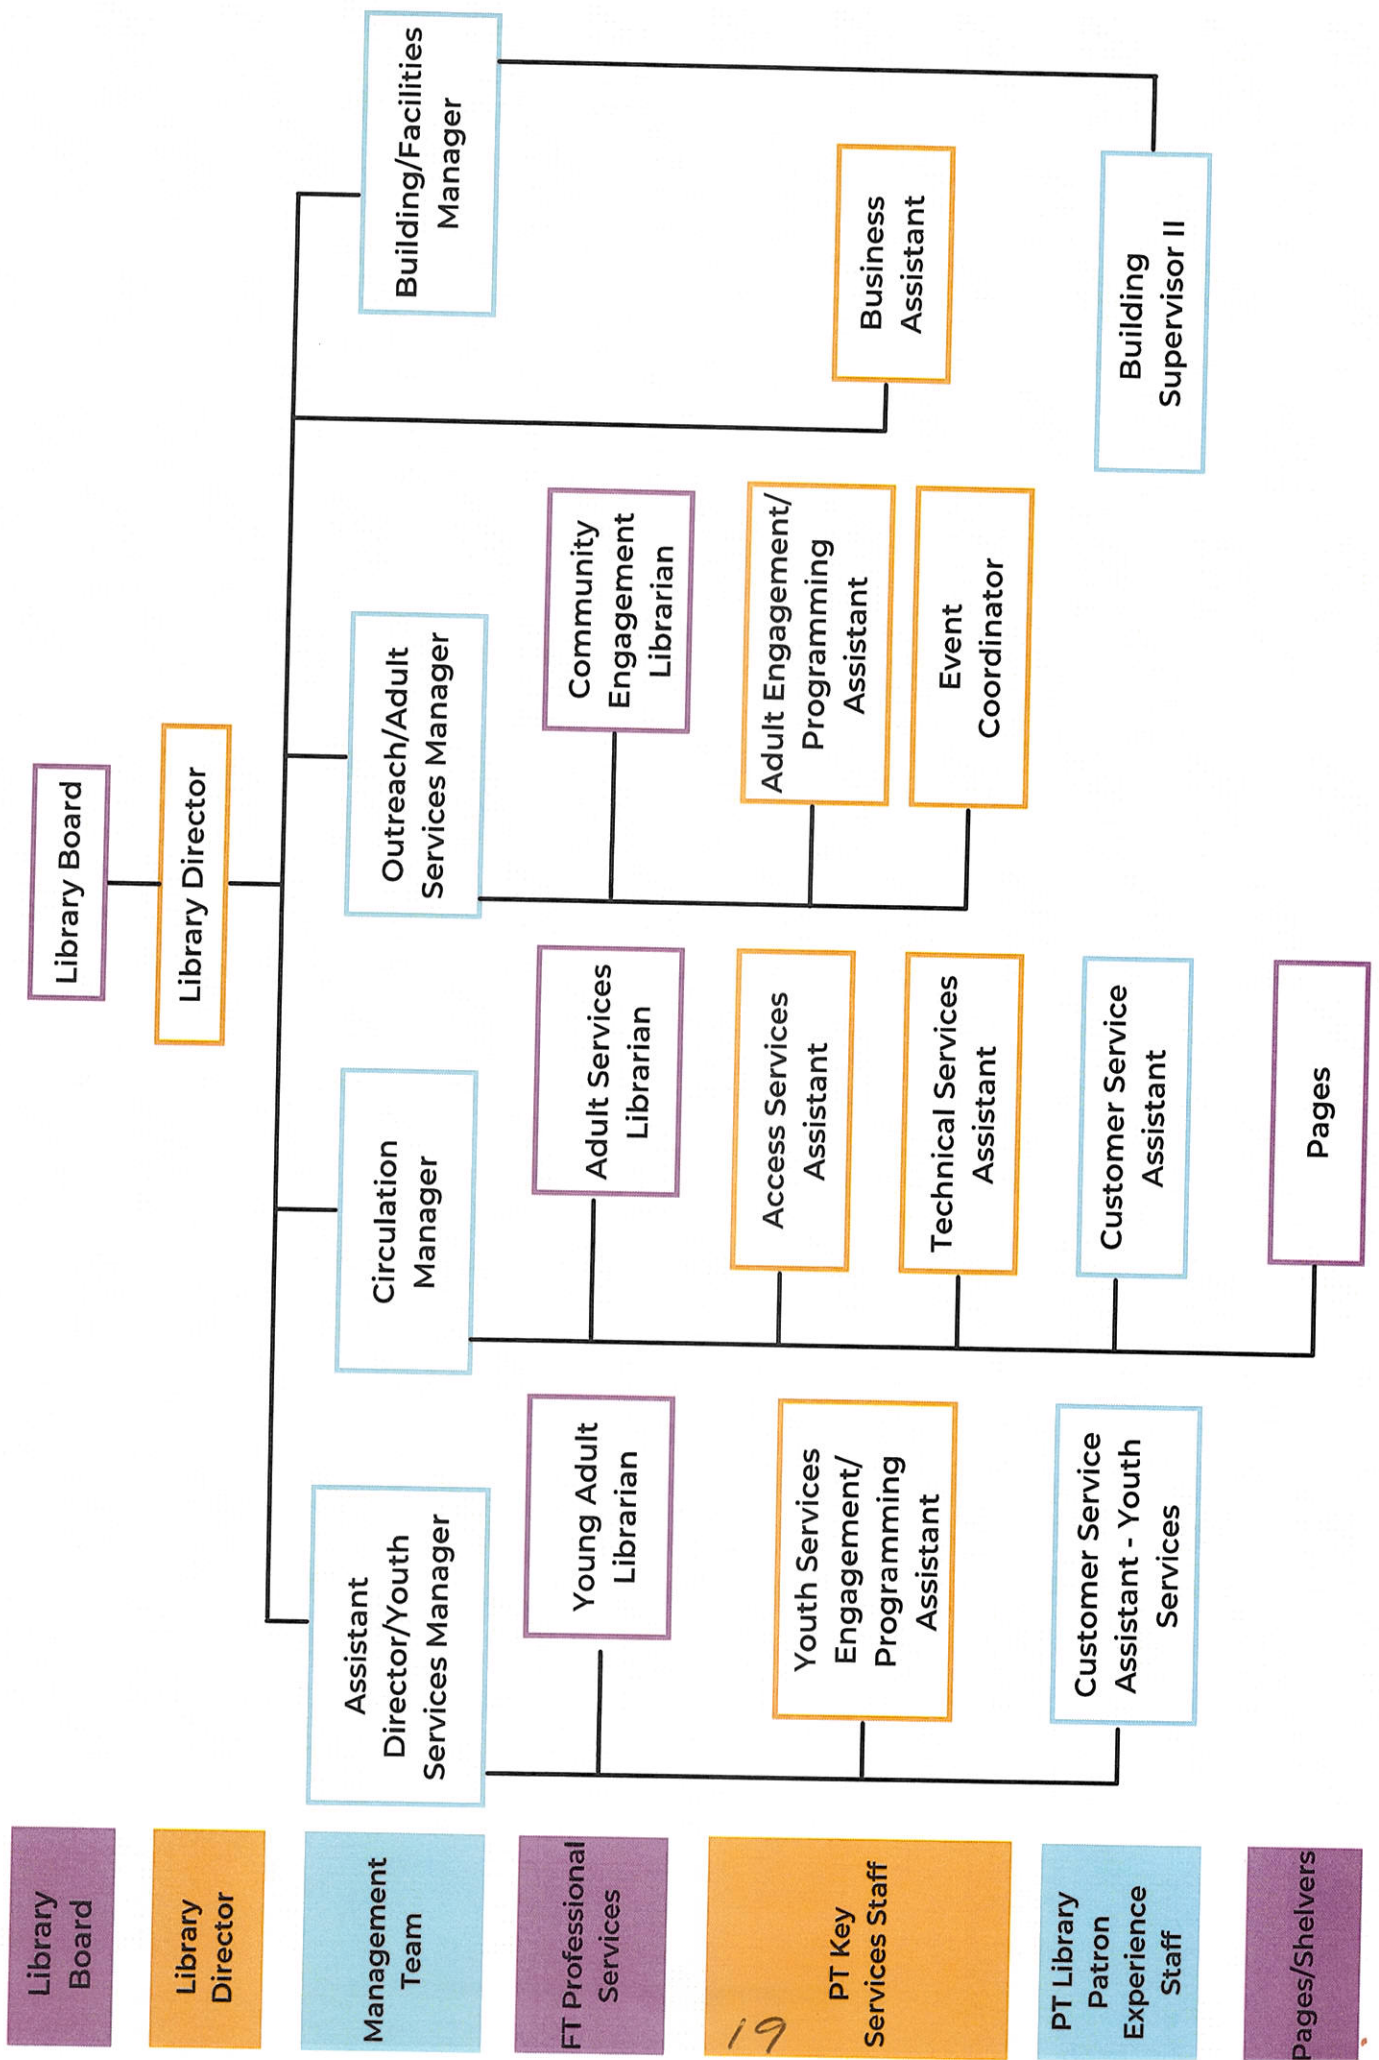 Library
Board
Library Board
Library
Director
Library Director
Management
Team
Assistant
Director/Youth
Services Manager
Circulation
Manager
Outreach/Adult
Services Manager
Building/Facilities
Manager
FT Professional
Services
Young Adult
Librarian
Adult Services
Librarian
Community
Engagement
Librarian
PT Key
Services Staff
19
Youth Services
Engagement/
Programming
Assistant
Access Services
Assistant
Technical Services
Assistant
Adult Engagement/
Programming
Assistant
Event
Coordinator
Business
Assistant
PT Library
Patron
Experience
Staff
Customer Service
Assistant - Youth
Services
Customer Service
Assistant
Building
Supervisor II
Pages/Shelvers
Pages